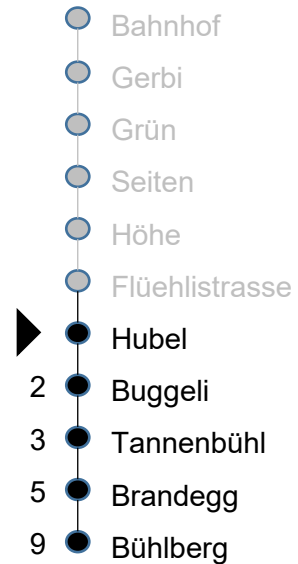 Bahnhof
Gerbi
Grün
Seiten
Höhe
Flüehlistrasse
Hubel
2 Buggeli
3 Tannenbühl
5 Brandegg
9 Bühlberg